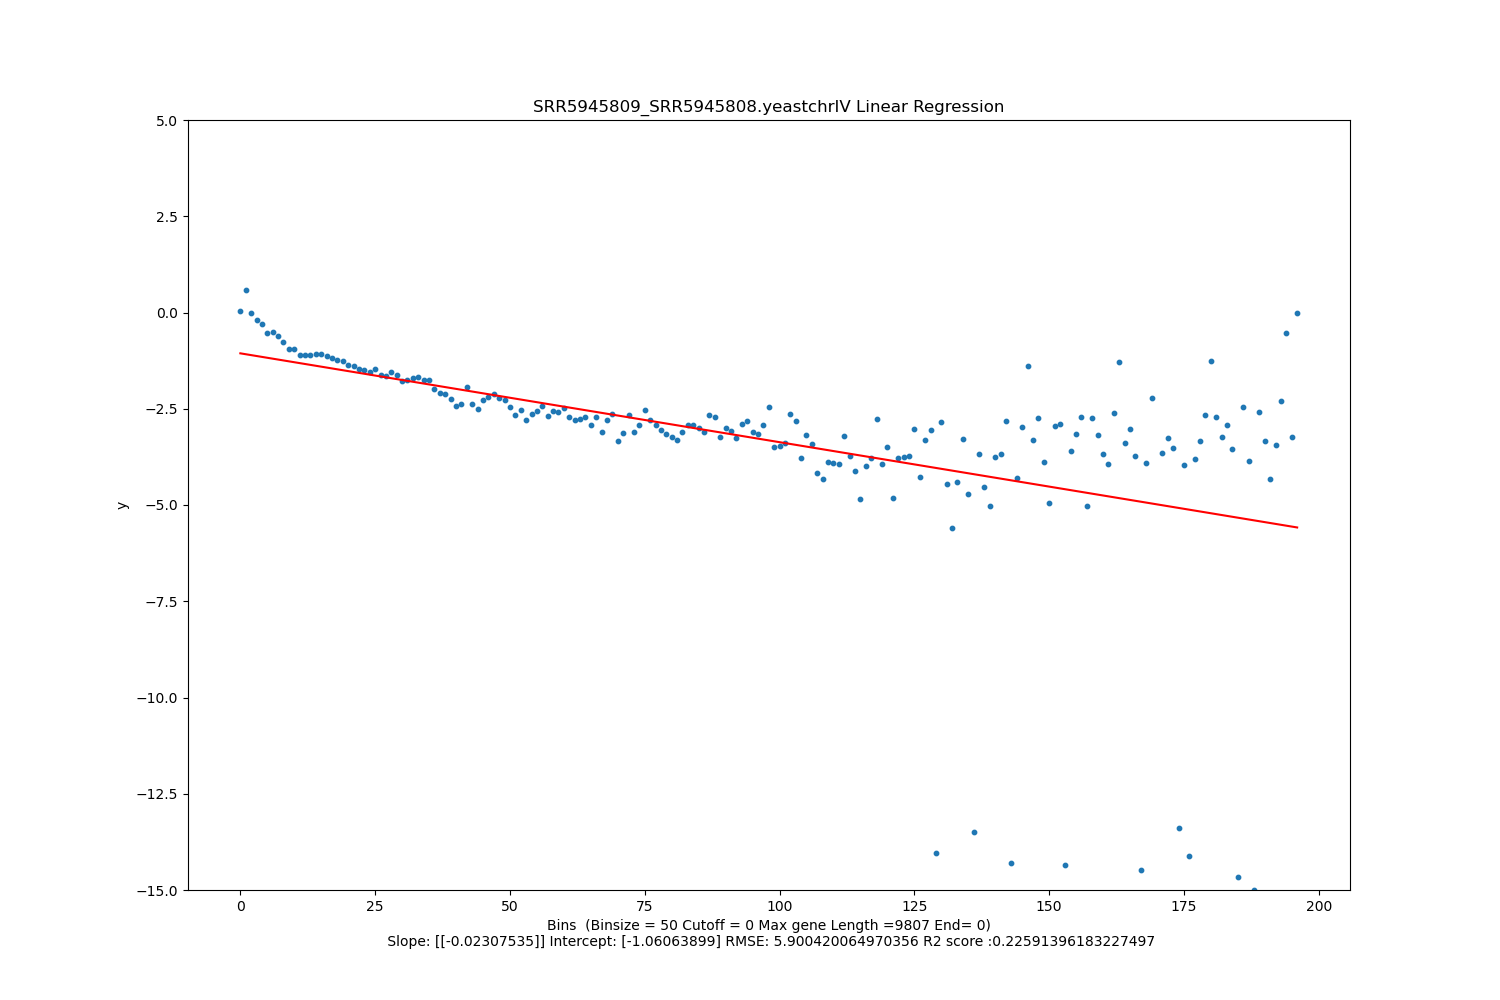 SRR5945809_SRR5945808.yeastchrIV Linear Regression
5.0
2.5
0.0
−2.5
−5.0
−7.5
−10.0
−12.5
−15.0
y
0 25 50 75 100 125 150 175 200
Bins  (Binsize = 50 Cutoff = 0 Max gene Length =9807 End= 0)
Slope: [[-0.02307535]] Intercept: [-1.06063899] RMSE: 5.900420064970356 R2 score :0.22591396183227497